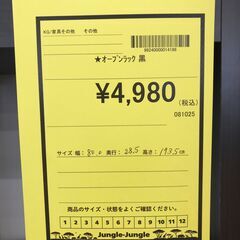 KG/家具その他 その他
98240000014198
★オープンラック 黒
¥4,980
(税込)
081025
サイズ 幅：80.0 奥行：28.5 高さ：193.5cm
商品のサイズ・状態をよくご確認ください
1 2 3 4 5 6 7 8 9 10 11 12
Jungle-Jungle